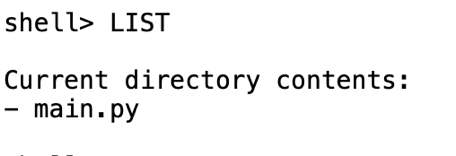 shell> LIST
Current directory contents:
- main.py